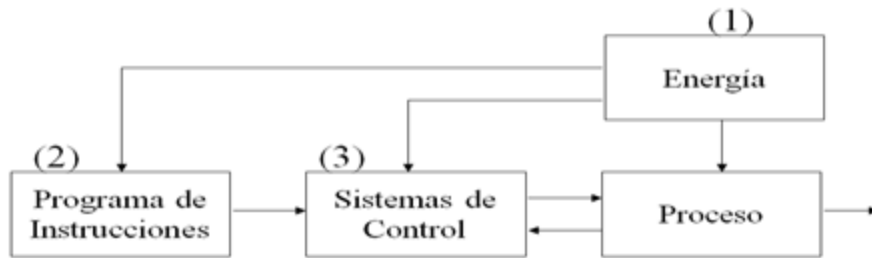 (1)
Energía
(2)
(3)
Programa de
Instrucciones
Sistemas de
Control
Proceso